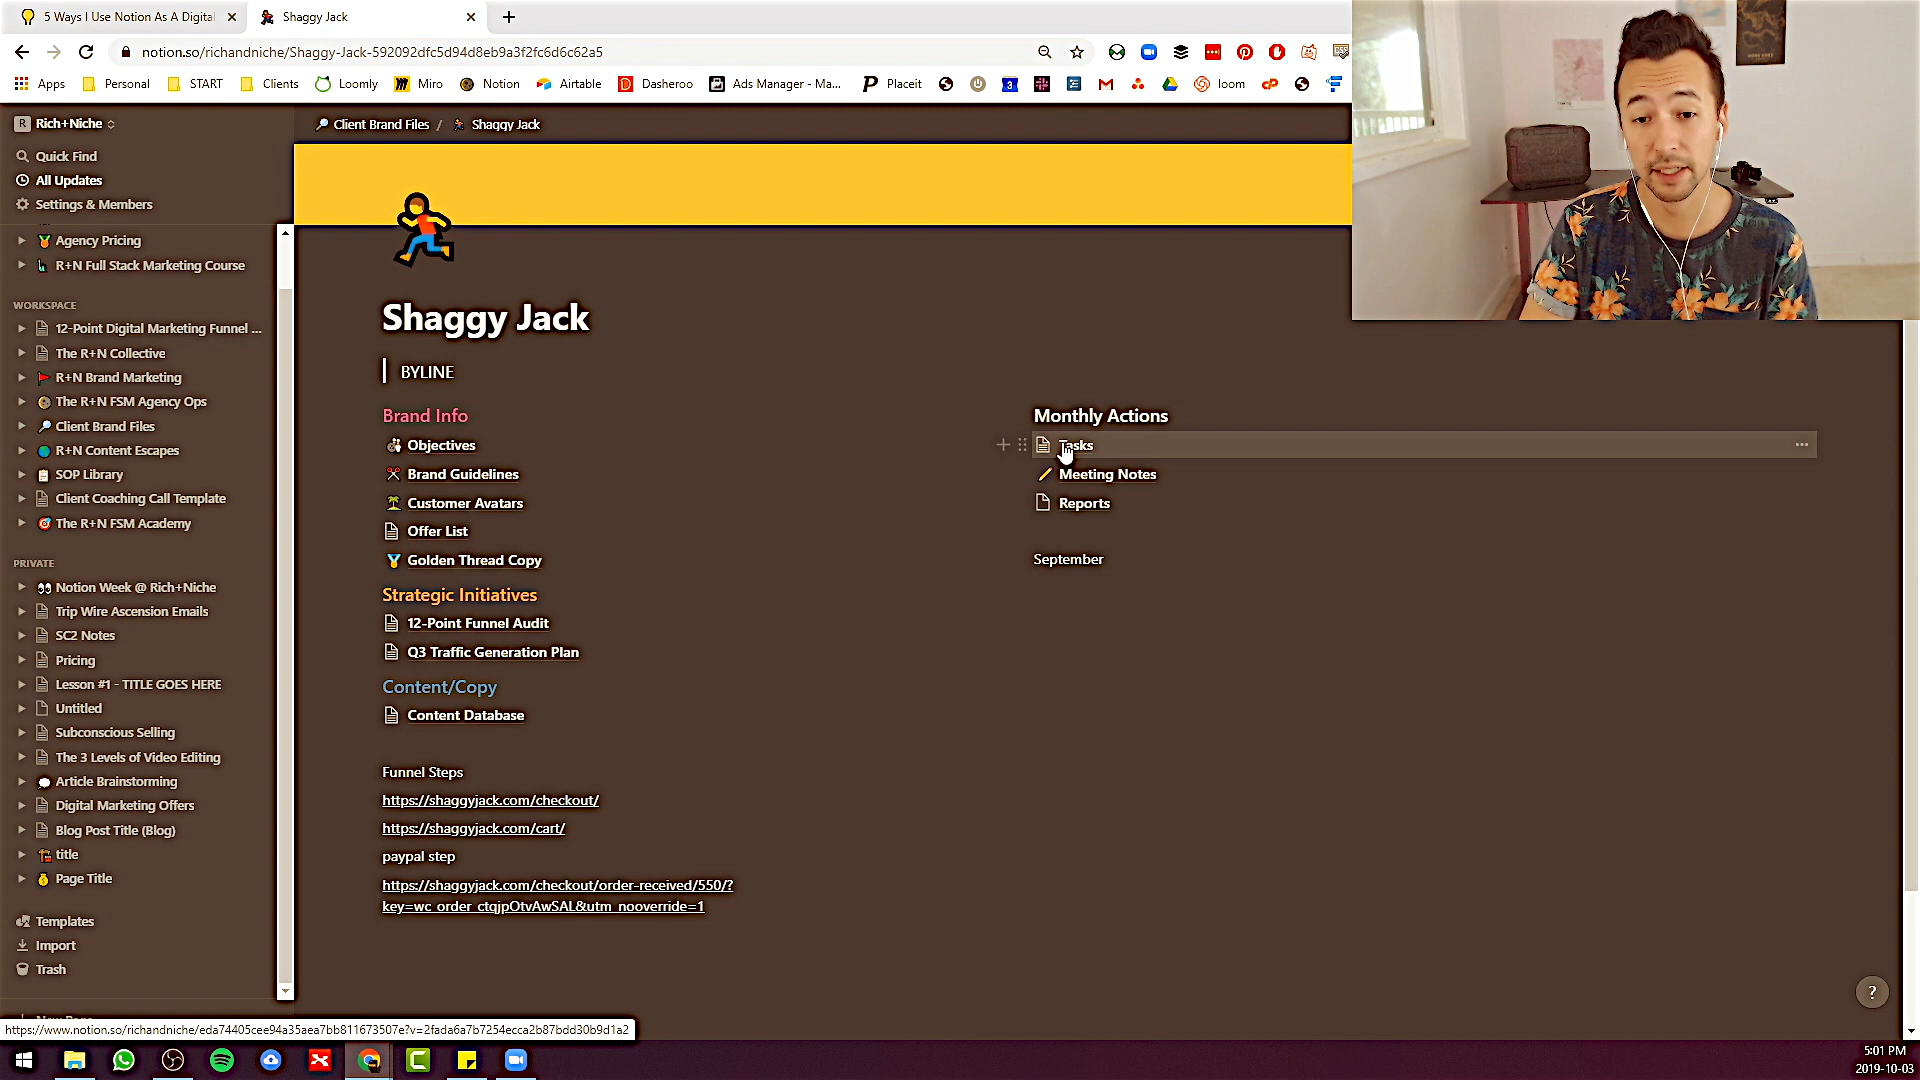 5 Ways I Use Notion As A Digital
Shaggy Jack
notion.so/richandniche/Shaggy-Jack-592092dfc5d94d8eb9a3f2fc6d6c62a5
Apps
Personal
START
Clients
Loomly
Miro
Notion
Airtable
Dasheroo
Ads Manager - Ma...
Placeit
loom
R Rich+Niche
Client Brand Files / Shaggy Jack
Quick Find
All Updates
Settings & Members
Agency Pricing
R+N Full Stack Marketing Course
WORKSPACE
12-Point Digital Marketing Funnel ...
The R+N Collective
R+N Brand Marketing
The R+N FSM Agency Ops
Client Brand Files
R+N Content Escapes
SOP Library
Client Coaching Call Template
The R+N FSM Academy
PRIVATE
Notion Week @ Rich+Niche
Trip Wire Ascension Emails
SC2 Notes
Pricing
Lesson #1 - TITLE GOES HERE
Untitled
Subconscious Selling
The 3 Levels of Video Editing
Article Brainstorming
Digital Marketing Offers
Blog Post Title (Blog)
title
Page Title
Templates
Import
Trash
Shaggy Jack
BYLINE
Brand Info
Objectives
Brand Guidelines
Customer Avatars
Offer List
Golden Thread Copy
Strategic Initiatives
12-Point Funnel Audit
Q3 Traffic Generation Plan
Content/Copy
Content Database
Funnel Steps
https://shaggyjack.com/checkout/
https://shaggyjack.com/cart/
paypal step
https://shaggyjack.com/checkout/order-received/550/?
key=wc_order_ctqjpOtvAwSAL&utm_nooverride=1
Monthly Actions
Tasks
Meeting Notes
Reports
September
?
https://www.notion.so/richandniche/eda74405cee94a35aea7bb811673507e?v=2fada6a7b7254ecca2b87bdd30b9d1a2
5:01 PM
2019-10-03